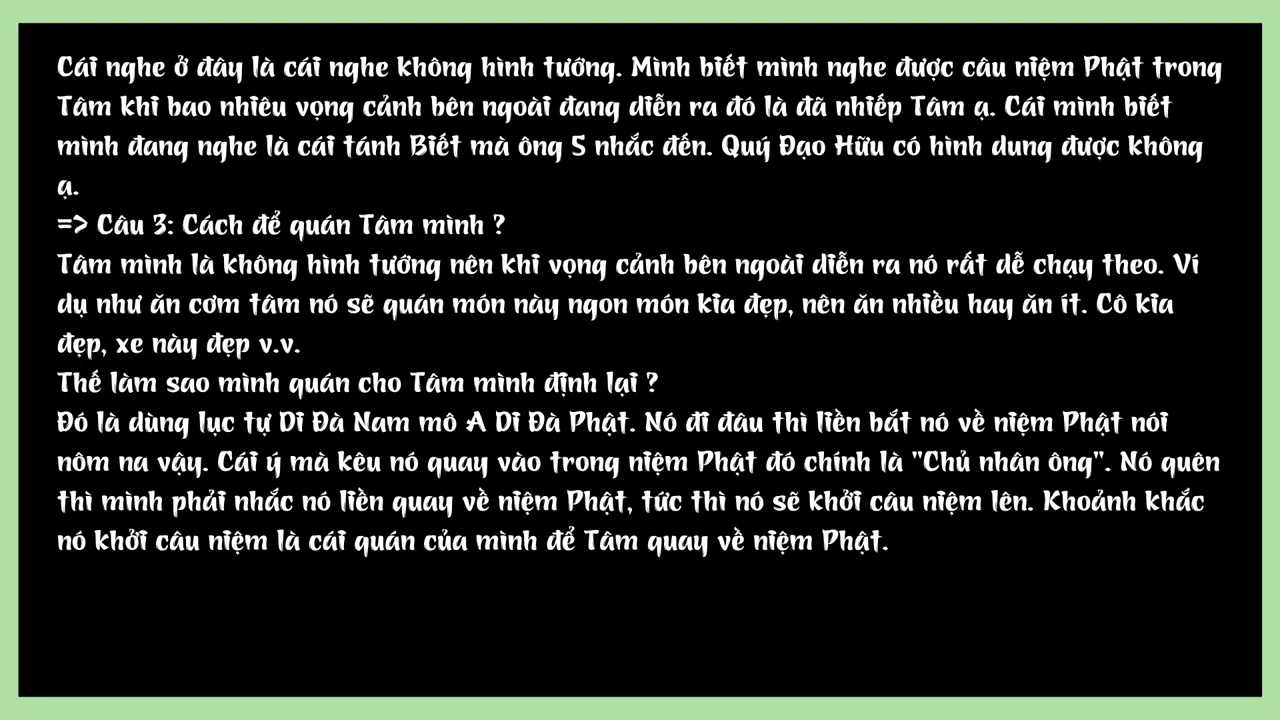 Cái nghe ở đây là cái nghe không hình tướng. Mình biết mình nghe được câu niệm Phật trong
Tâm khi bao nhiêu vọng cảnh bên ngoài đang diễn ra đó là đã nhiếp Tâm ạ. Cái mình biết
mình đang nghe là cái tánh Biết mà ông 5 nhắc đến. Quý Đạo Hữu có hình dung được không
ạ.
=> Câu 3: Cách để quán Tâm mình ?
Tâm mình là không hình tướng nên khi vọng cảnh bên ngoài diễn ra nó rất dễ chạy theo. Ví
dụ như ăn cơm tâm nó sẽ quán món này ngon món kia đẹp, nên ăn nhiều hay ăn ít. Cô kia
đẹp, xe này đẹp v.v.
Thế làm sao mình quán cho Tâm mình định lại ?
Đó là dùng lục tự Di Đà Nam mô A Di Đà Phật. Nó đi đâu thì liền bắt nó về niệm Phật nói
nôm na vậy. Cái ý mà kêu nó quay vào trong niệm Phật đó chính là "Chủ nhân ông". Nó quên
thì mình phải nhắc nó liền quay về niệm Phật, tức thì nó sẽ khởi câu niệm lên. Khoảnh khắc
nó khởi câu niệm là cái quán của mình để Tâm quay về niệm Phật.